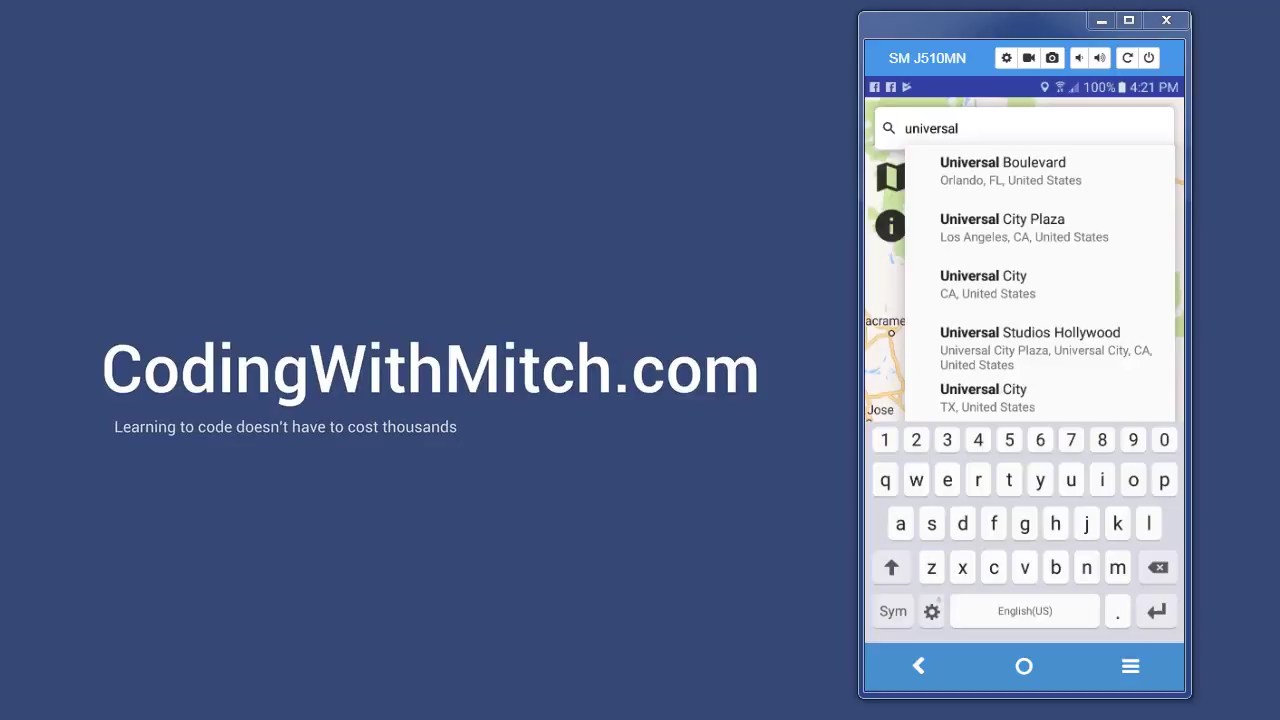 CodingWithMitch.com
Learning to code doesn't have to cost thousands
SM J510MN
100% 4:21 PM
universal
Universal Boulevard
Orlando, FL, United States
Universal City Plaza
Los Angeles, CA, United States
Universal City
CA, United States
Universal Studios Hollywood
Universal City Plaza, Universal City, CA,
United States
Universal City
TX, United States
acrame
Jose
1 2 3 4 5 6 7 8 9 0
q w e r t y u i o p
a s d f g h j k l
z x c v b n m
Sym English(US) .